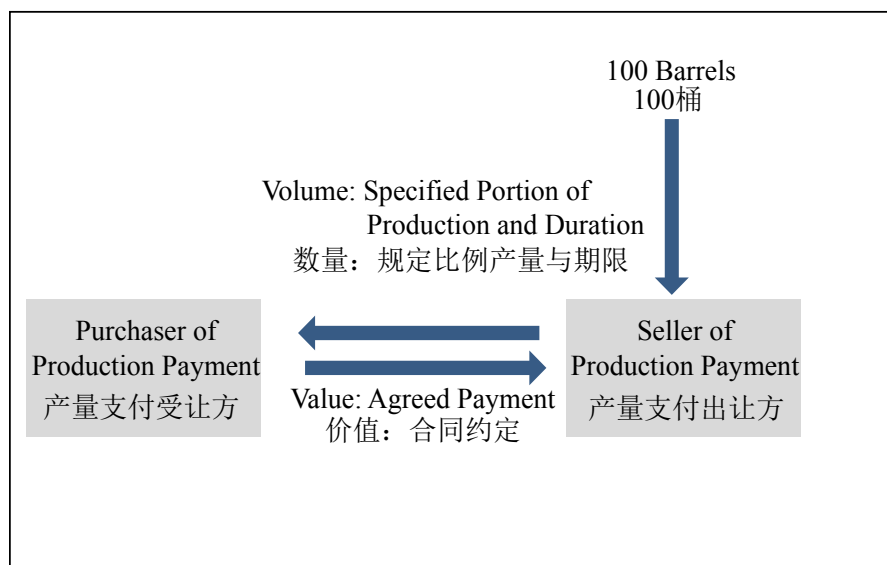 100 Barrels
100桶
Volume: Specified Portion of
Production and Duration
数量：规定比例产量与期限
Purchaser of
Production Payment
产量支付受让方
Value: Agreed Payment
价值：合同约定
Seller of
Production Payment
产量支付出让方